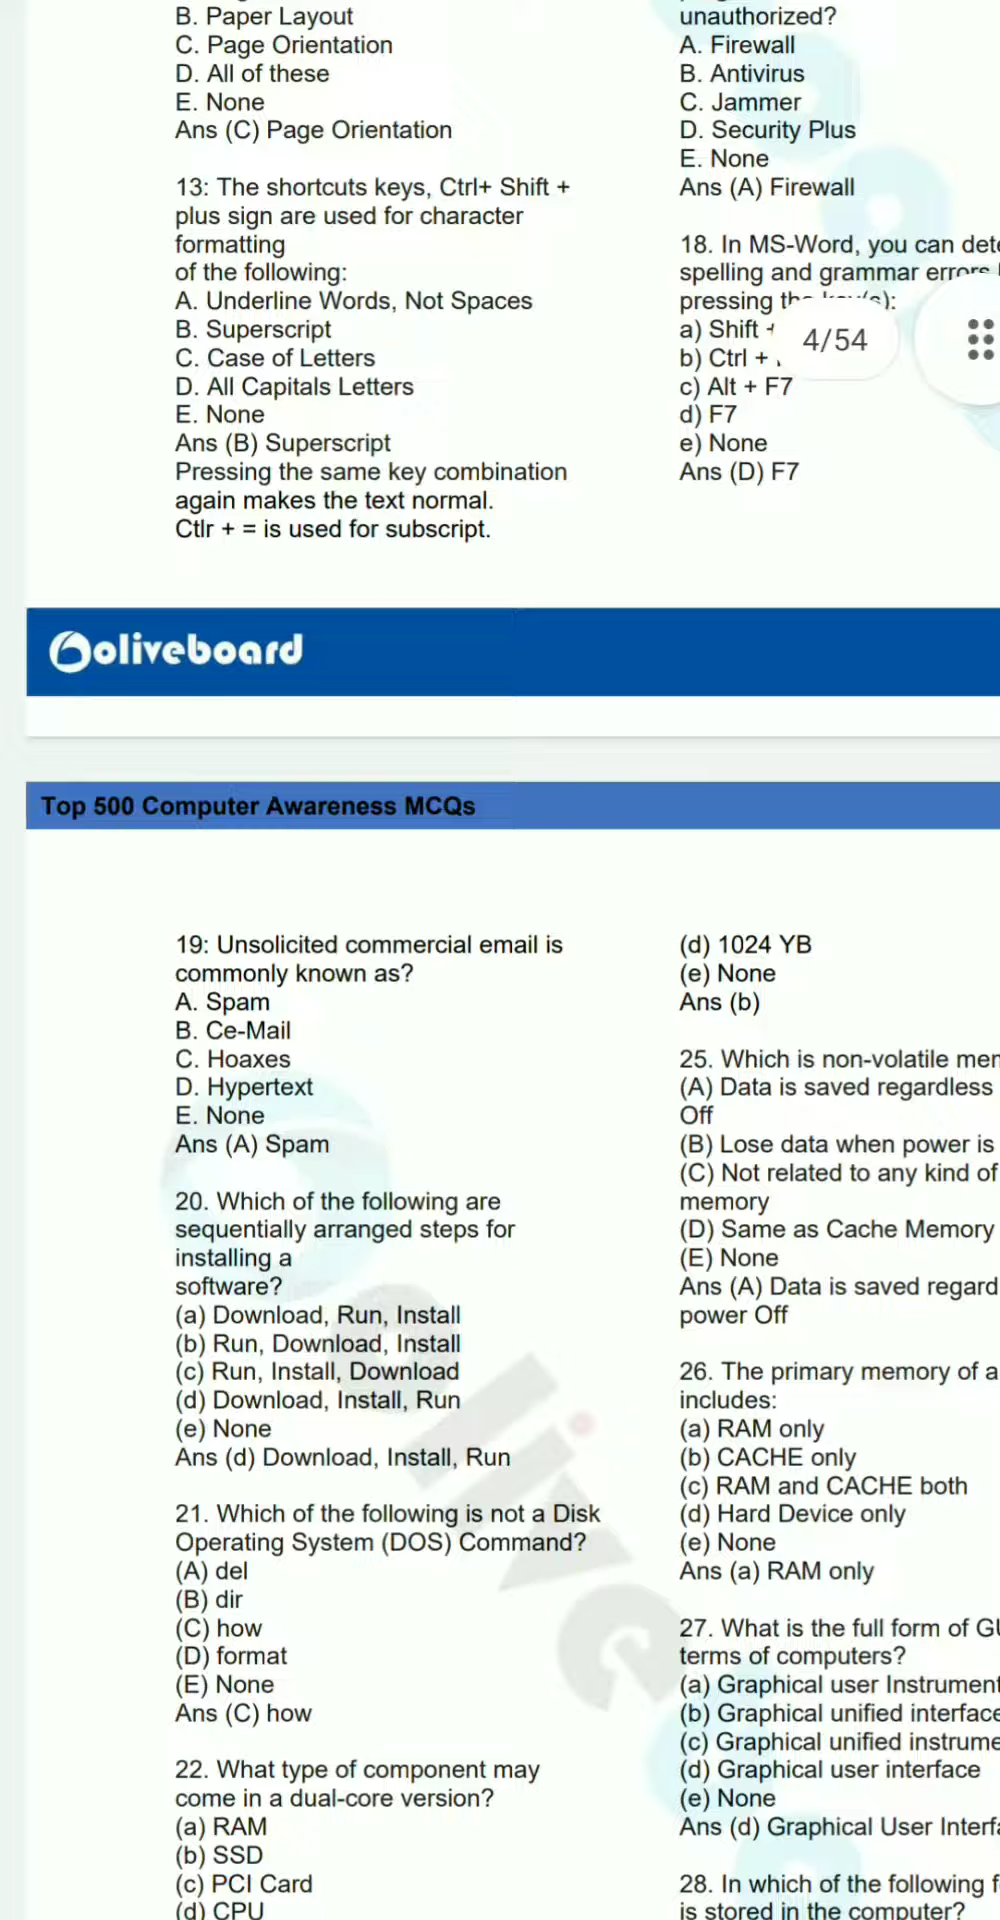 B. Paper Layout
C. Page Orientation
D. All of these
E. None
Ans (C) Page Orientation
13: The shortcuts keys, Ctrl+ Shift +
plus sign are used for character
formatting
of the following:
A. Underline Words, Not Spaces
B. Superscript
C. Case of Letters
D. All Capitals Letters
E. None
Ans (B) Superscript
Pressing the same key combination
again makes the text normal.
Ctlr + = is used for subscript.
unauthorized?
A. Firewall
B. Antivirus
C. Jammer
D. Security Plus
E. None
Ans (A) Firewall
18. In MS-Word, you can dete
spelling and grammar errors
pressing
a) Shift +
b) Ctrl +
c) Alt + F7
d) F7
e) None
Ans (D) F7
4/54
oliveboard
Top 500 Computer Awareness MCQs
19: Unsolicited commercial email is
commonly known as?
A. Spam
B. Ce-Mail
C. Hoaxes
D. Hypertext
E. None
Ans (A) Spam
20. Which of the following are
sequentially arranged steps for
installing a
software?
(a) Download, Run, Install
(b) Run, Download, Install
(c) Run, Install, Download
(d) Download, Install, Run
(e) None
Ans (d) Download, Install, Run
21. Which of the following is not a Disk
Operating System (DOS) Command?
(A) del
(B) dir
(C) how
(D) format
(E) None
Ans (C) how
22. What type of component may
come in a dual-core version?
(a) RAM
(b) SSD
(c) PCI Card
(d) CPU
(d) 1024 YB
(e) None
Ans (b)
25. Which is non-volatile mem
(A) Data is saved regardless
Off
(B) Lose data when power is
(C) Not related to any kind of
memory
(D) Same as Cache Memory
(E) None
Ans (A) Data is saved regard
power Off
26. The primary memory of a
includes:
(a) RAM only
(b) CACHE only
(c) RAM and CACHE both
(d) Hard Device only
(e) None
Ans (a) RAM only
27. What is the full form of GU
terms of computers?
(a) Graphical user Instrument
(b) Graphical unified interface
(c) Graphical unified instrume
(d) Graphical user interface
(e) None
Ans (d) Graphical User Interfa
28. In which of the following f
is stored in the computer?